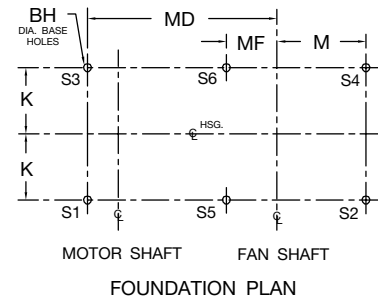 MD
BH
DIA. BASE
HOLES
MF
M
S3
S6
S4
K
HSG.
℄
K
S1
S5
S2
℄
℄
MOTOR SHAFT
FAN SHAFT
FOUNDATION PLAN